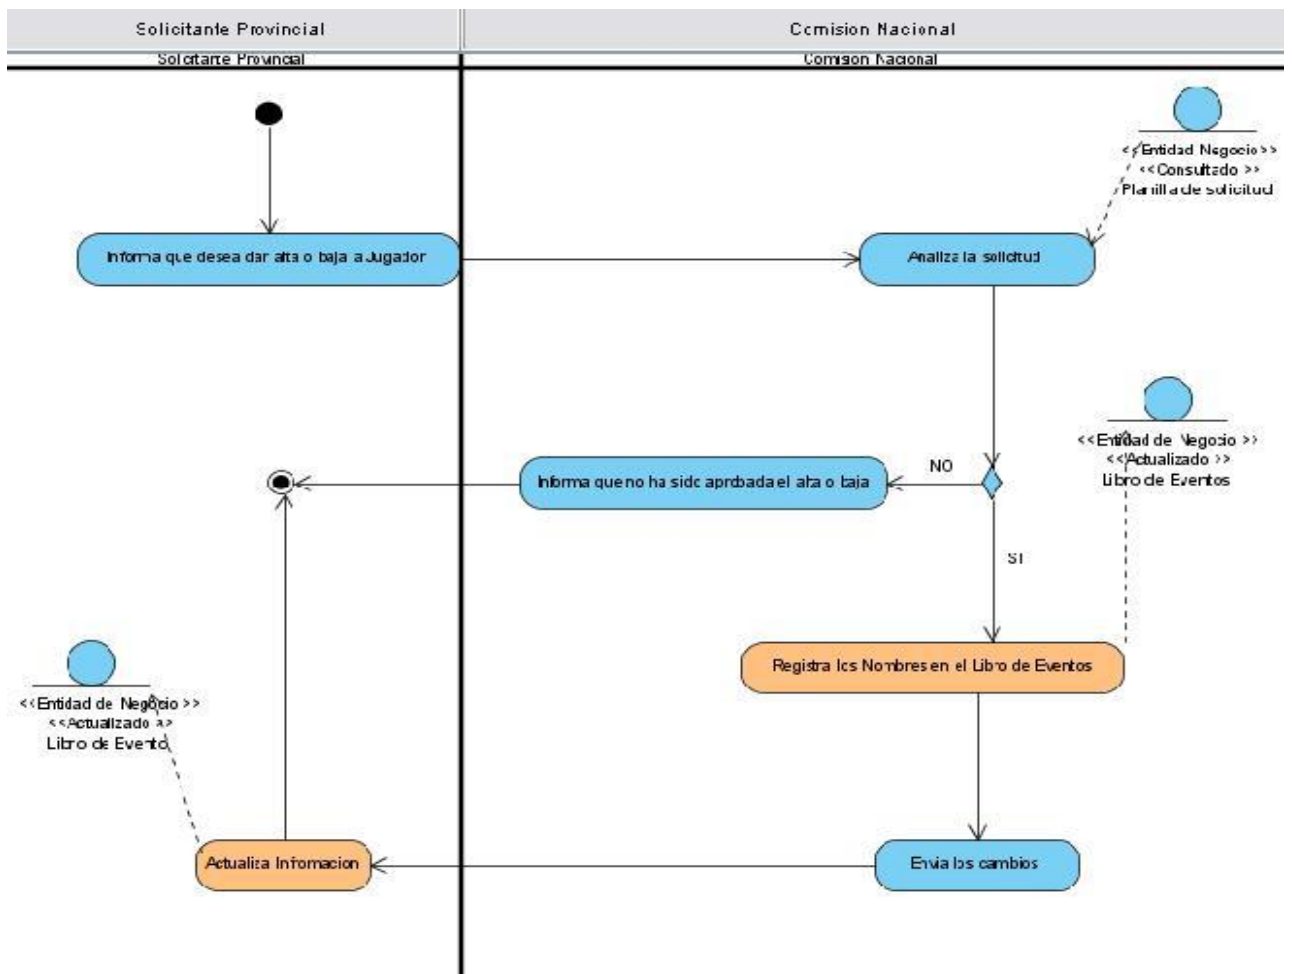 Solicitante Provincial
Comision Nacional
Solicitante Provincial
Comision Nacional
<<Entidad Negocio>>
<<Consultado >>
Planilla de solicitud
Informa que desea dar alta o baja a Jugador
Analiza la solicitud
<<Entidad de Negocio >>
<<Actualizado >>
Libro de Eventos
NO
Informa que no ha sido aprobada el alta o baja
SI
Registra los Nombres en el Libro de Eventos
<<Entidad de Negocio >>
<<Actualizado >>
Libro de Evento
Actualiza Informacion
Envia los cambios